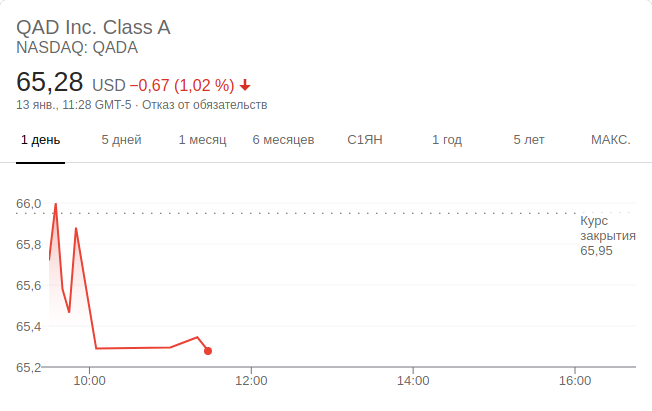 QAD Inc. Class A
NASDAQ: QADA
65,28 USD −0,67 (1,02 %)
13 янв., 11:28 GMT-5 · Отказ от обязательств
1 день 5 дней 1 месяц 6 месяцев С1ЯН 1 год 5 лет МАКС.
66,0
Курс
закрытия
65,95
65,8
65,6
65,4
65,2
10:00 12:00 14:00 16:00